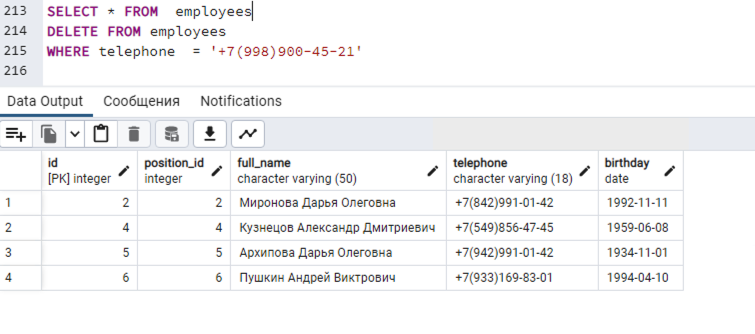 213 SELECT * FROM  employees
214 DELETE FROM employees
215 WHERE telephone  = '+7(998)900-45-21'
216
Data Output Сообщения Notifications
id position_id full_name telephone birthday
[PK] integer integer character varying (50) character varying (18) date
1 2 2 Миронова Дарья Олеговна +7(842)991-01-42 1992-11-11
2 4 4 Кузнецов Александр Дмитриевич +7(549)856-47-45 1959-06-08
3 5 5 Архипова Дарья Олеговна +7(942)991-01-42 1934-11-01
4 6 6 Пушкин Андрей Виктрович +7(933)169-83-01 1994-04-10